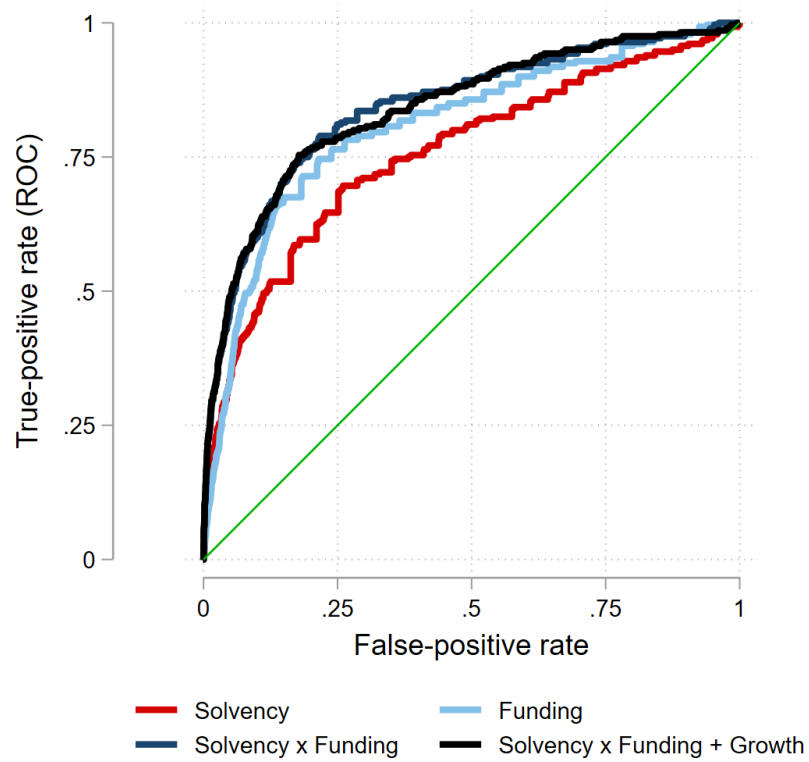 True-positive rate (ROC)
1
.75
.5
.25
0
0 .25 .5 .75 1
False-positive rate
Solvency Funding
Solvency x Funding Solvency x Funding + Growth